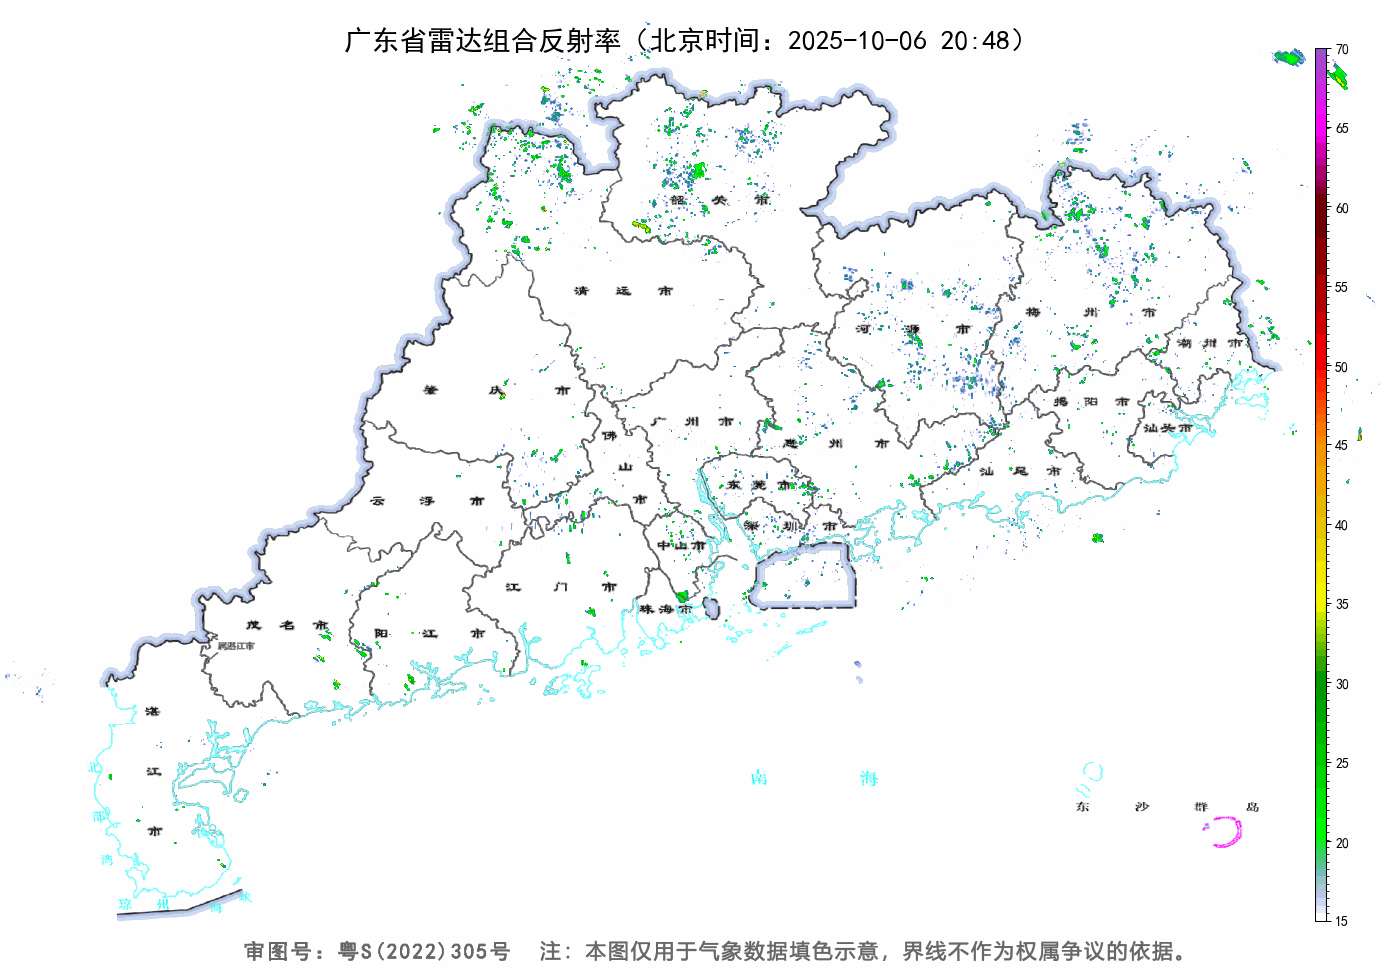 广东省雷达组合反射率（北京时间：2025-10-06 20:48）
70
65
60
55
50
45
40
35
30
25
20
15
韶关市
清远市
河源市
梅州市
潮州市
肇庆市
广州市
佛山市
惠州市
揭阳市
汕头市
汕尾市
东莞市
云浮市
深圳市
中山市
江门市
珠海市
茂名市
阳江市
属湛江市
湛江市
北部湾
琼州海峡
南海
东沙群岛
审图号：粤S(2022)305号 注：本图仅用于气象数据填色示意，界线不作为权属争议的依据。